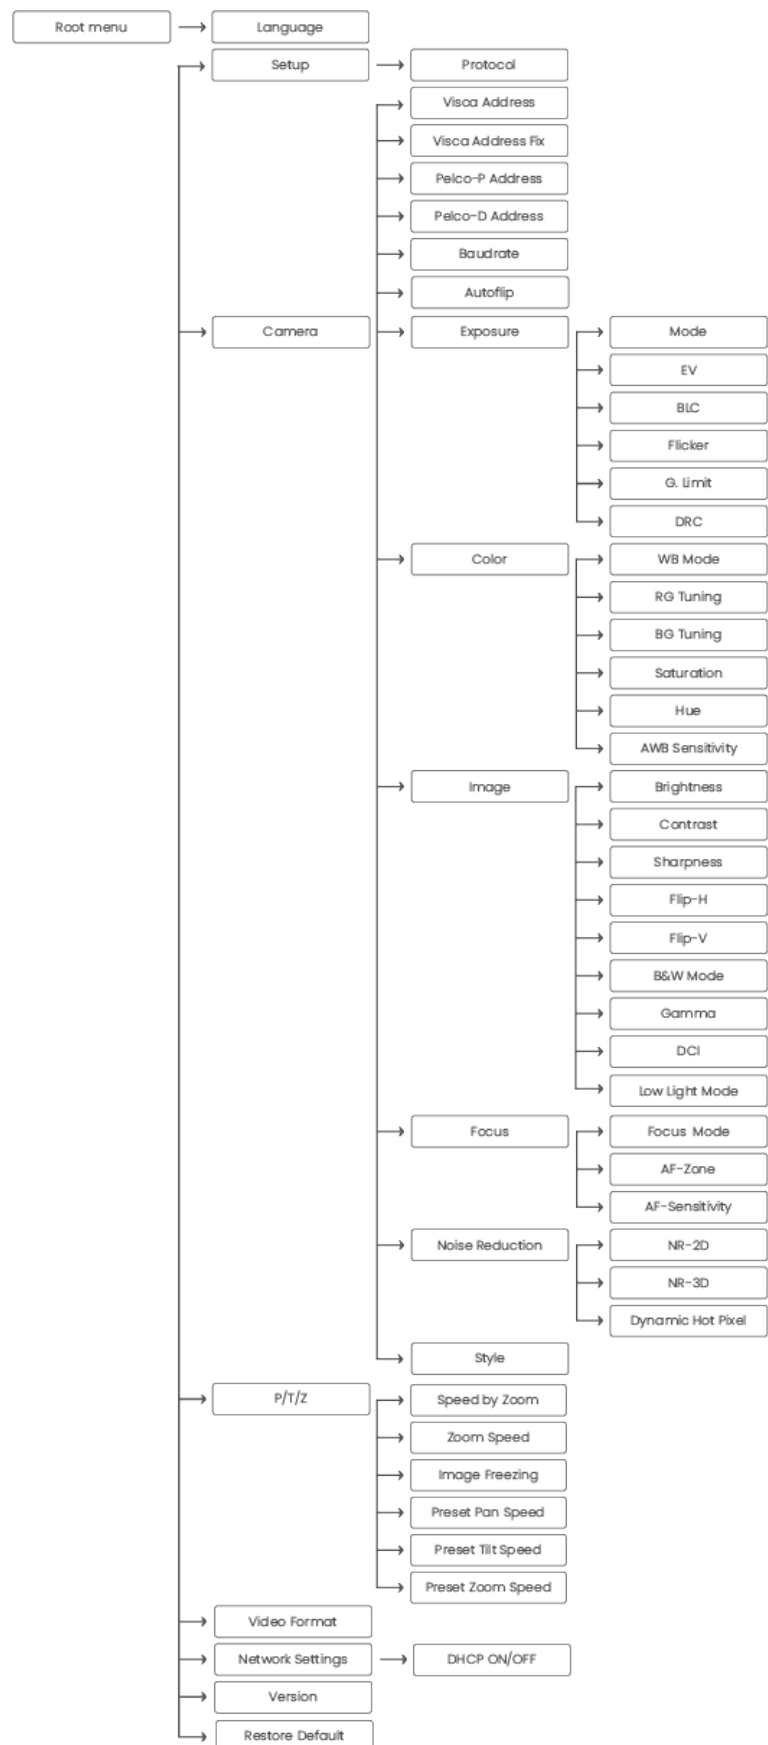 Root menu
Language
Setup
Protocol
Visca Address
Visca Address Fix
Pelco-P Address
Pelco-D Address
Baudrate
Autoflip
Camera
Exposure
Mode
EV
BLC
Flicker
G. Limit
DRC
Color
WB Mode
RG Tuning
BG Tuning
Saturation
Hue
AWB Sensitivity
Image
Brightness
Contrast
Sharpness
Flip-H
Flip-V
B&W Mode
Gamma
DCI
Low Light Mode
Focus
Focus Mode
AF-Zone
AF-Sensitivity
Noise Reduction
NR-2D
NR-3D
Dynamic Hot Pixel
Style
P/T/Z
Speed by Zoom
Zoom Speed
Image Freezing
Preset Pan Speed
Preset Tilt Speed
Preset Zoom Speed
Video Format
Network Settings
DHCP ON/OFF
Version
Restore Default